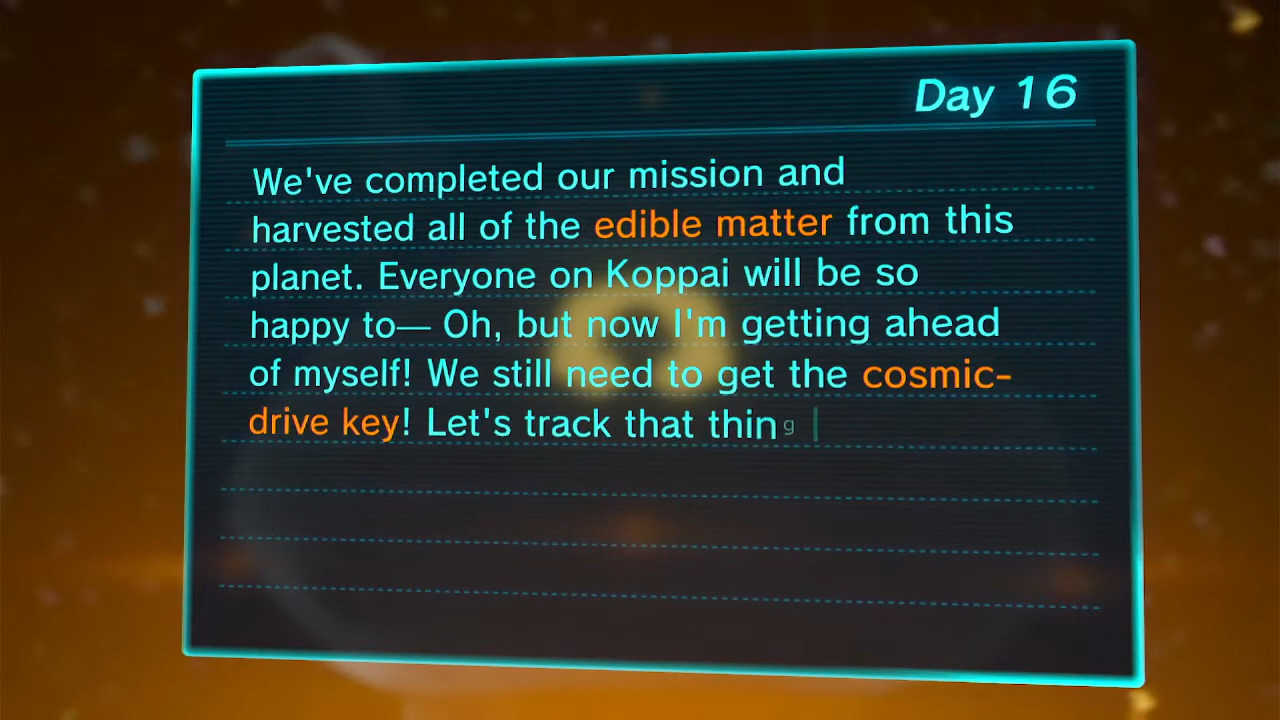 Day 16
We've completed our mission and
harvested all of the edible matter from this
planet. Everyone on Koppai will be so
happy to— Oh, but now I'm getting ahead
of myself! We still need to get the cosmic-
drive key! Let's track that thing